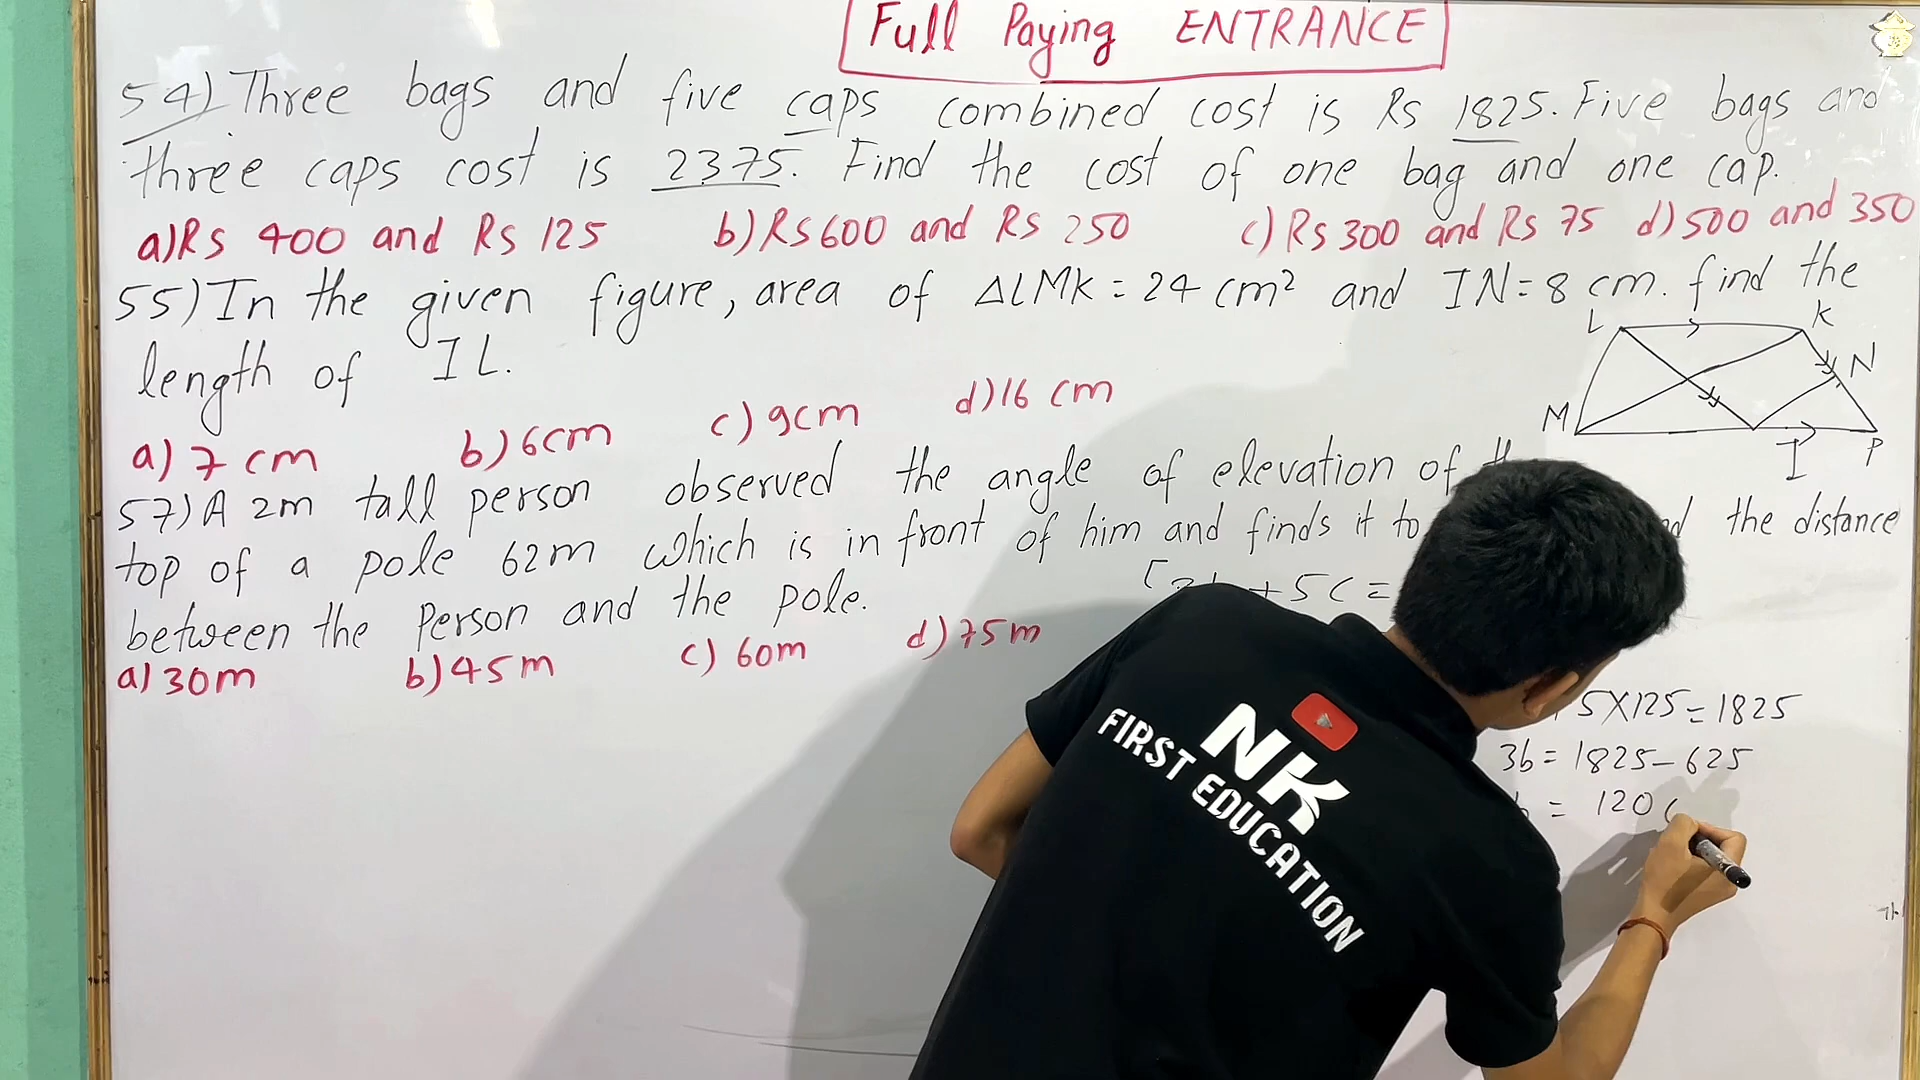 Full Paying ENTRANCE
54) Three bags and five caps combined cost is Rs 1825. Five bags and
three caps cost is 2375. Find the cost of one bag and one cap.
a) Rs 400 and Rs 125 b) Rs 600 and Rs 250 c) Rs 300 and Rs 75 d) 500 and 350
55) In the given figure, area of ΔLMK = 24 cm² and IN = 8 cm. find the
length of IL.
L K
N
M
I P
a) 7 cm b) 6 cm c) 9cm d) 16 cm
57) A 2m tall person observed the angle of elevation of
top of a pole 62m which is in front of him and finds it to the distance
between the Person and the pole.
+ 5c =
a) 30m b) 45m c) 60m d) 75m
5X125 = 1825
3b = 1825 - 625
= 120
NK
FIRST EDUCATION